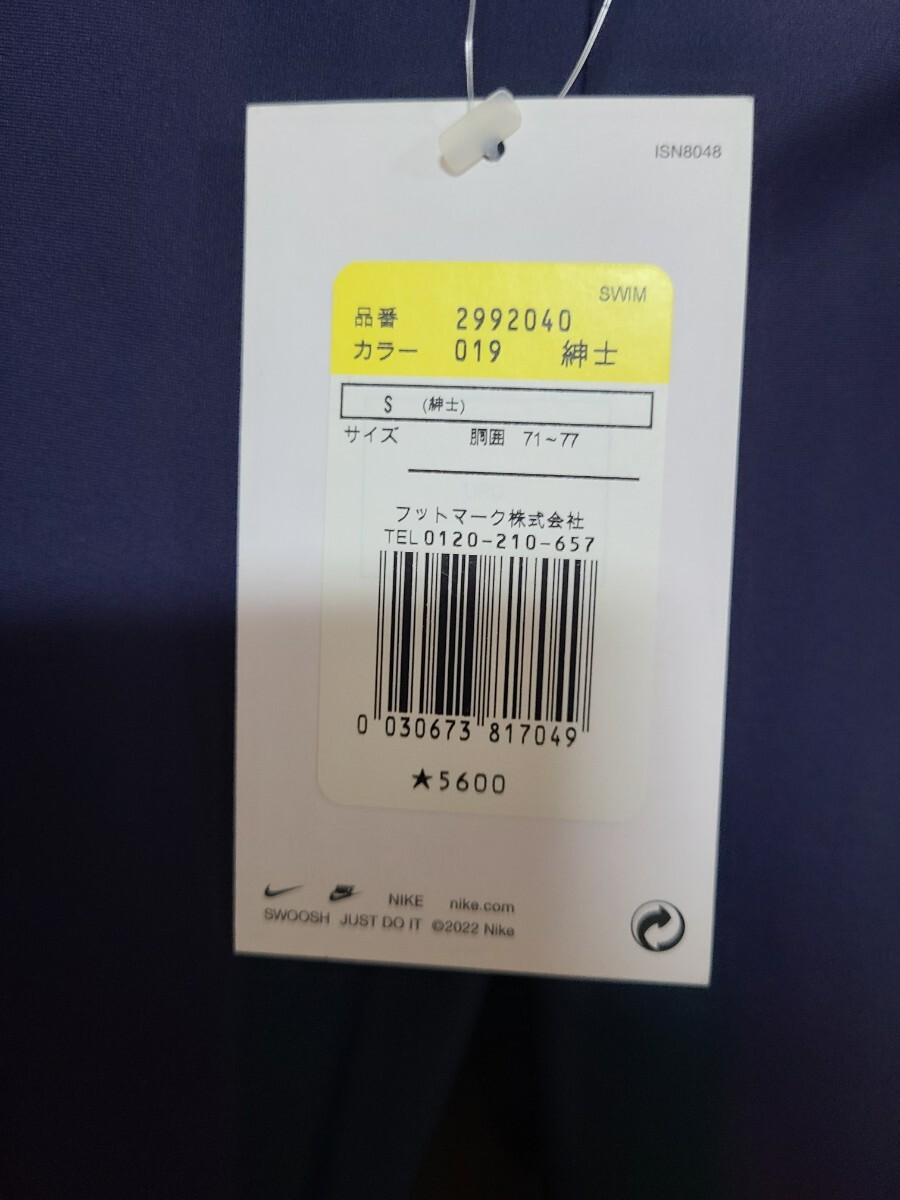 ISN8048
SWIM
品番 2992040
カラー 019 紳士
S (紳士)
サイズ 胴囲 71~77
フットマーク株式会社
TEL 0120-210-657
0 030673 817049
★5600
NIKE nike.com
SWOOSH JUST DO IT ©2022 Nike